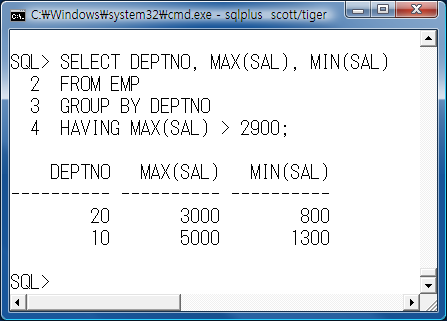 C:₩Windows₩system32₩cmd.exe - sqlplus  scott/tiger
SQL> SELECT DEPTNO, MAX(SAL), MIN(SAL)
  2  FROM EMP
  3  GROUP BY DEPTNO
  4  HAVING MAX(SAL) > 2900;

    DEPTNO   MAX(SAL)   MIN(SAL)
---------- ---------- ----------
        20       3000        800
        10       5000       1300

SQL>